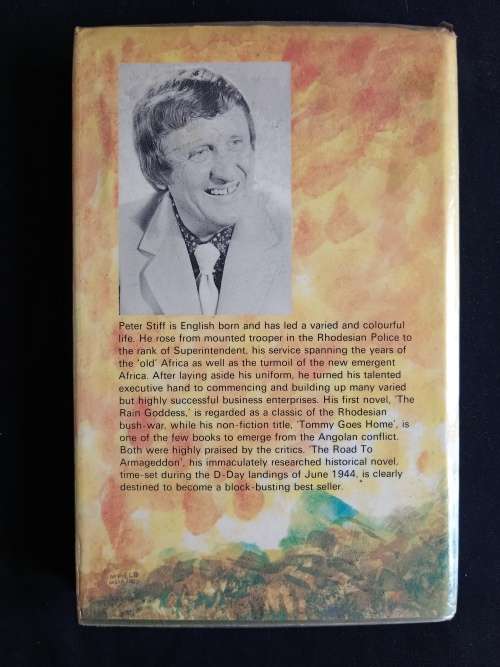 Peter Stiff is English born and has led a varied and colourful
life. He rose from mounted trooper in the Rhodesian Police to
the rank of Superintendent, his service spanning the years of
the 'old' Africa as well as the turmoil of the new emergent
Africa. After laying aside his uniform, he turned his talented
executive hand to commencing and building up many varied
but highly successful business enterprises. His first novel, 'The
Rain Goddess,' is regarded as a classic of the Rhodesian
bush-war, while his non-fiction title, 'Tommy Goes Home', is
one of the few books to emerge from the Angolan conflict.
Both were highly praised by the critics. 'The Road To
Armageddon', his immaculately researched historical novel,
time-set during the D-Day landings of June 1944, is clearly
destined to become a block-busting best seller.